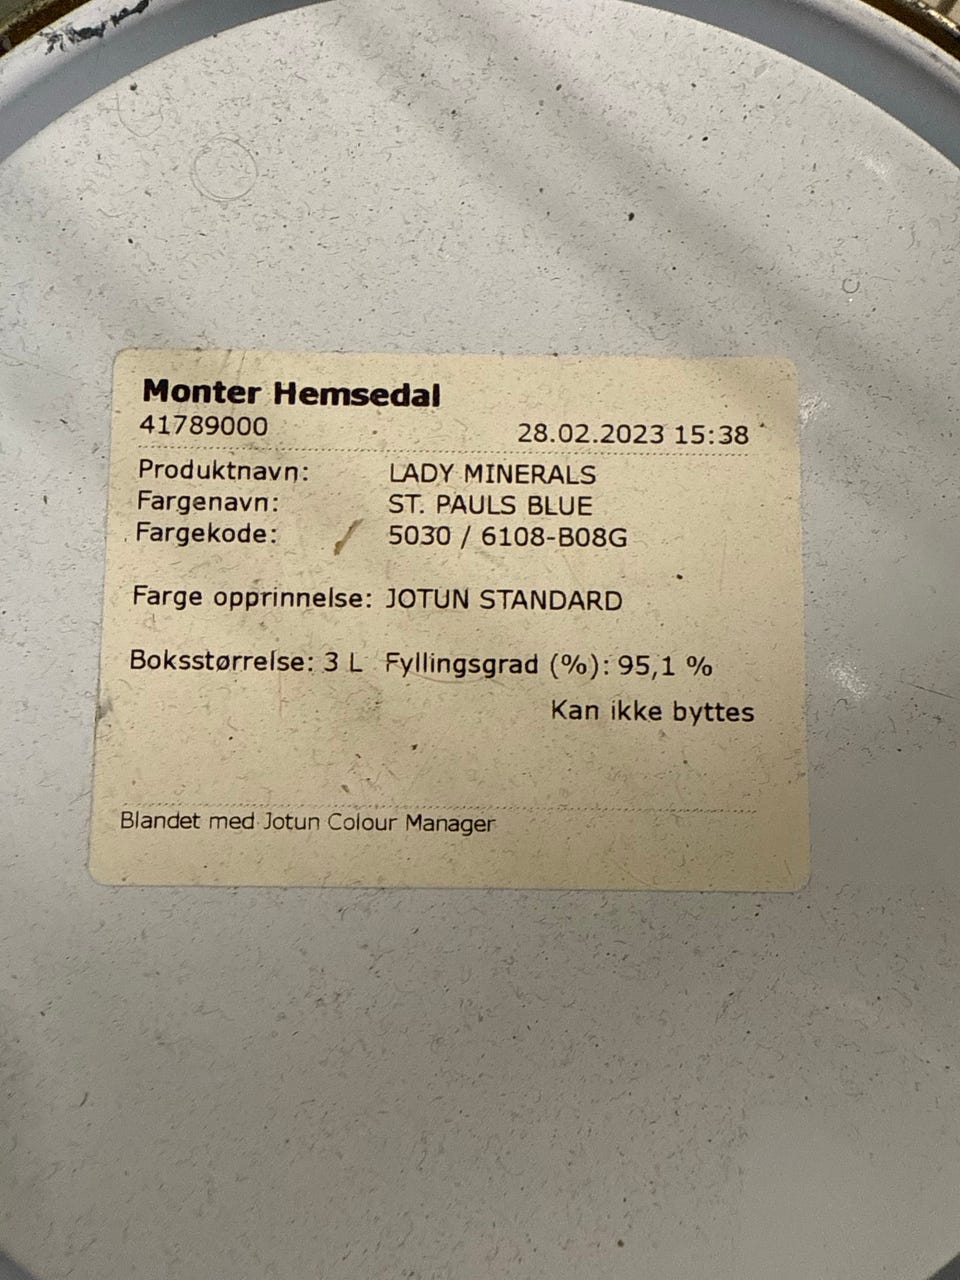 Monter Hemsedal
41789000 28.02.2023 15:38
Produktnavn: LADY MINERALS
Fargenavn: ST. PAULS BLUE
Fargekode: 5030 / 6108-B08G
Farge opprinnelse: JOTUN STANDARD
Boksstørrelse: 3 L Fyllingsgrad (%): 95,1 %
Kan ikke byttes
Blandet med Jotun Colour Manager